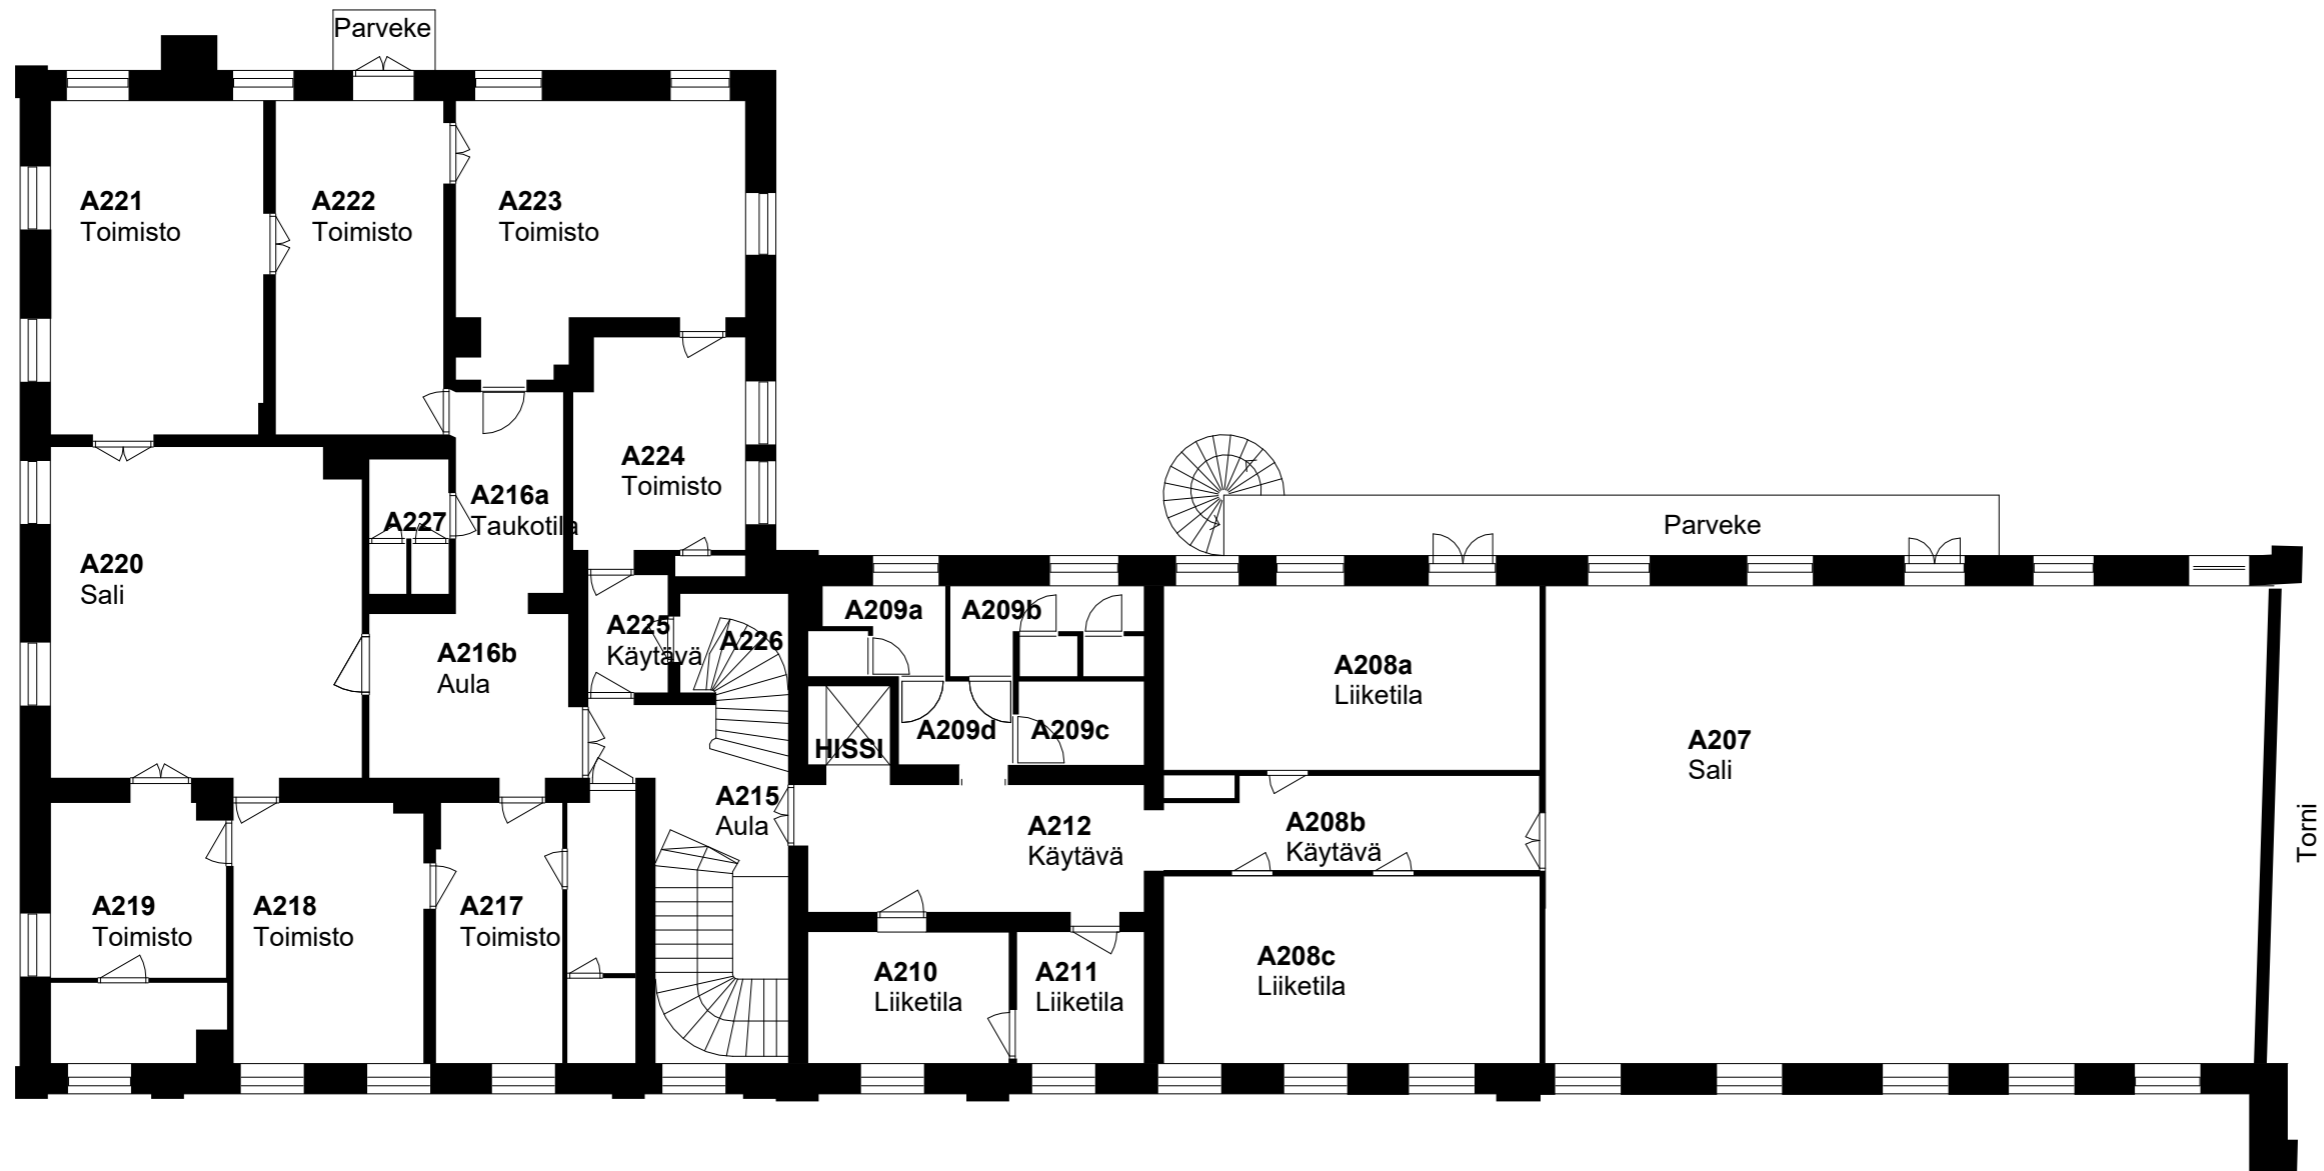 Parveke
A221
Toimisto
A222
Toimisto
A223
Toimisto
A224
Toimisto
A216a
Taukotila
A227
Parveke
A220
Sali
A225
Käytävä
A226
A209a
A209b
A216b
Aula
A208a
Liiketila
A209d
A209c
HISSI
A207
Sali
A215
Aula
A212
Käytävä
A208b
Käytävä
Torni
A219
Toimisto
A218
Toimisto
A217
Toimisto
A210
Liiketila
A211
Liiketila
A208c
Liiketila